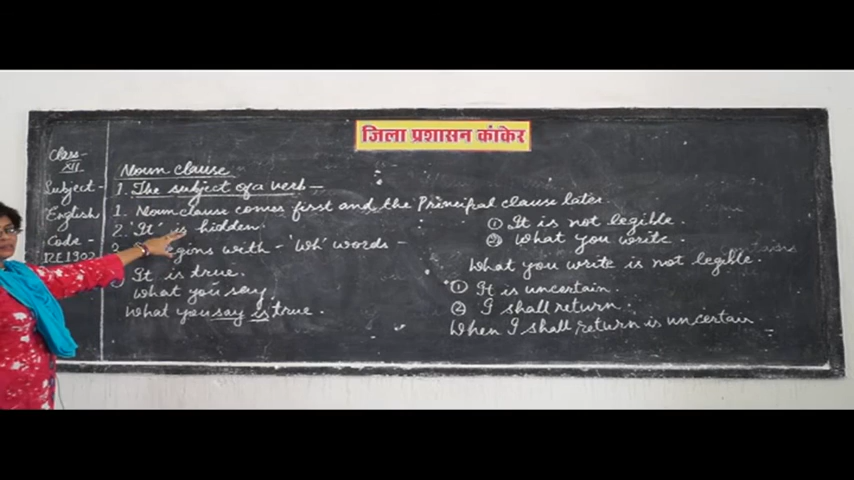 जिला प्रशासन कांकेर
Class-
XII
Subject-
English
Code-
Noun clause
1. The subject of a verb -
1. Noun clause comes first and the Principal clause later
2. 'It' is hidden.
with - 'Wh' words -
It is true.
What you say
What you say is true.
① It is not legible.
② What you write.
What you write is not legible.
① It is uncertain.
② I shall return.
When I shall return is uncertain